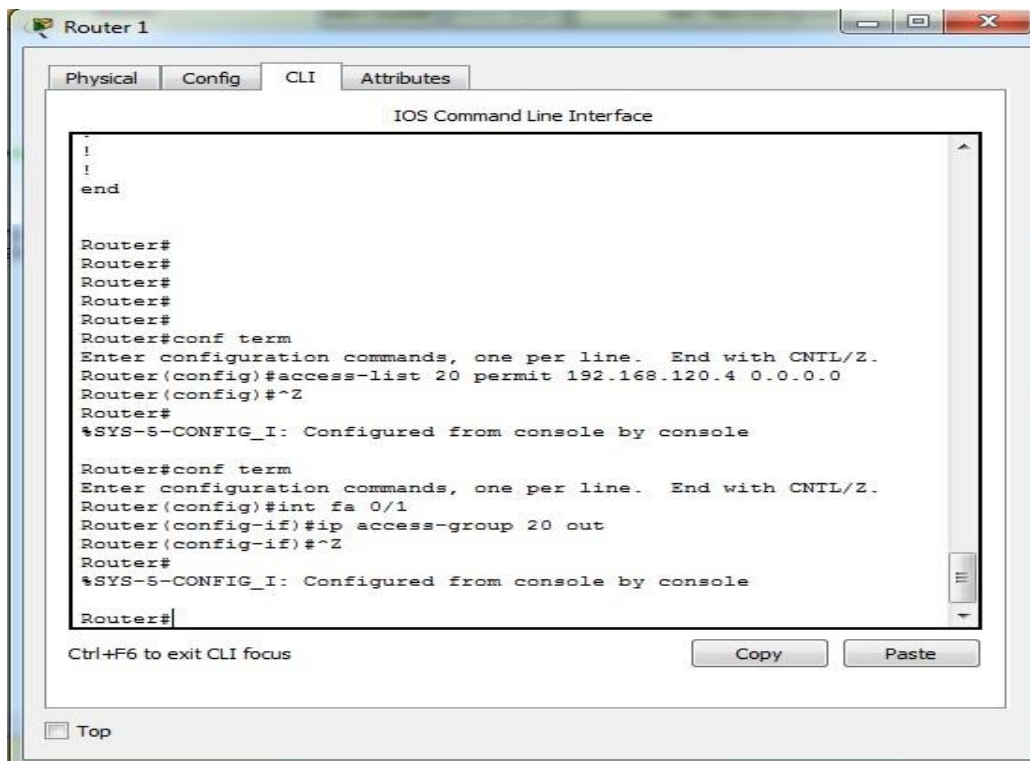 Router 1
Physical Config CLI Attributes
IOS Command Line Interface
!
!
end
Router#
Router#
Router#
Router#
Router#
Router#conf term
Enter configuration commands, one per line.  End with CNTL/Z.
Router(config)#access-list 20 permit 192.168.120.4 0.0.0.0
Router(config)#^Z
Router#
%SYS-5-CONFIG_I: Configured from console by console
Router#conf term
Enter configuration commands, one per line.  End with CNTL/Z.
Router(config)#int fa 0/1
Router(config-if)#ip access-group 20 out
Router(config-if)#^Z
Router#
%SYS-5-CONFIG_I: Configured from console by console
Router#
Ctrl+F6 to exit CLI focus
Copy Paste
Top